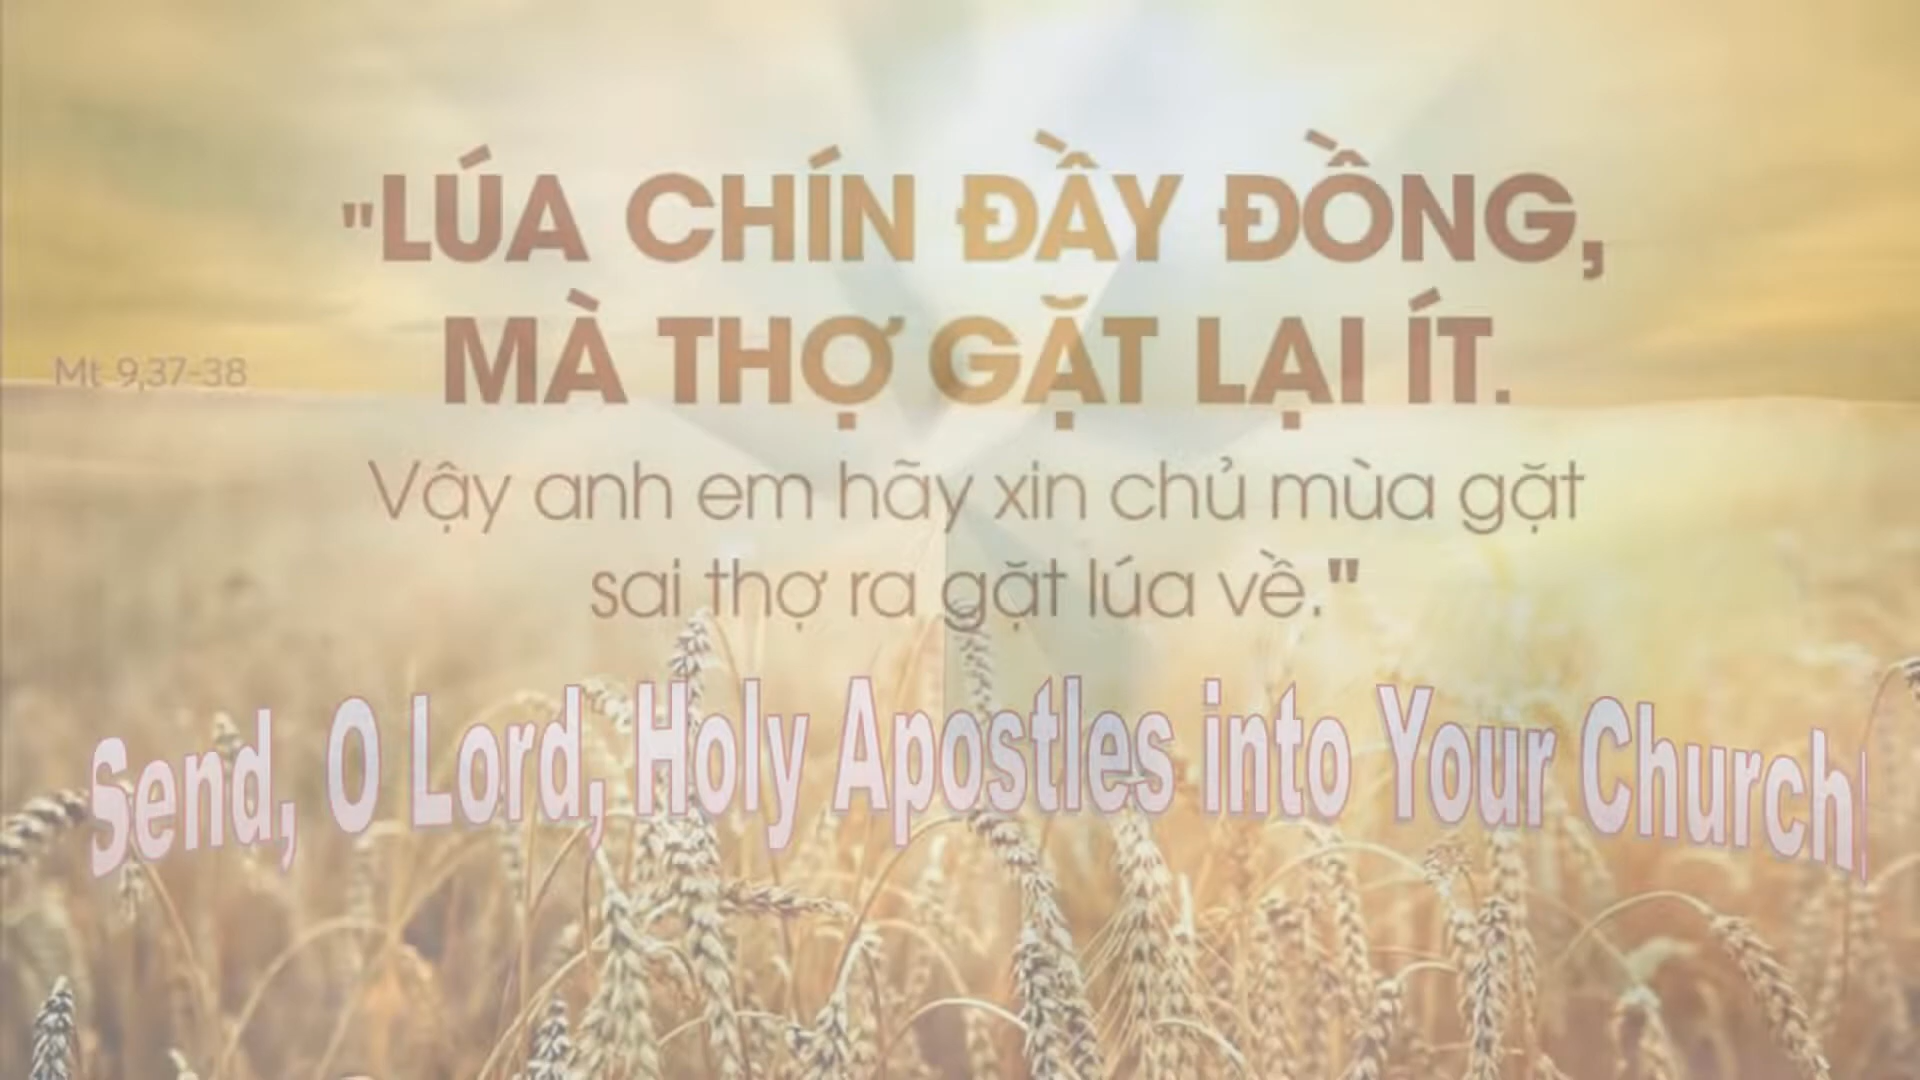 "LÚA CHÍN ĐẦY ĐỒNG,
MÀ THỢ GẶT LẠI ÍT.
Mt 9,37-38
Vậy anh em hãy xin chủ mùa gặt
sai thợ ra gặt lúa về."
Send, O Lord, Holy Apostles into Your Church